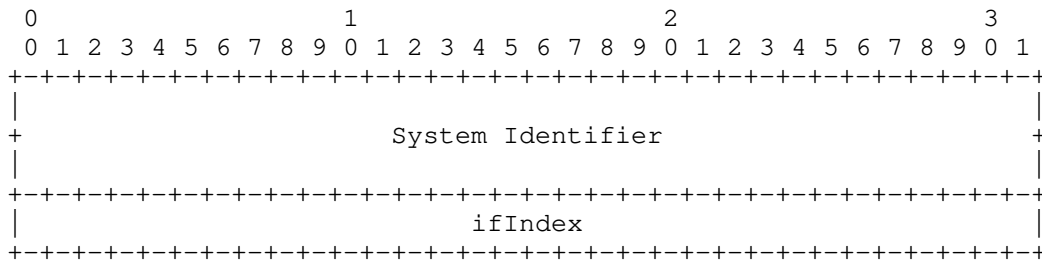 0                   1                   2                   3
 0 1 2 3 4 5 6 7 8 9 0 1 2 3 4 5 6 7 8 9 0 1 2 3 4 5 6 7 8 9 0 1
+-+-+-+-+-+-+-+-+-+-+-+-+-+-+-+-+-+-+-+-+-+-+-+-+-+-+-+-+-+-+-+-+
|                                                               |
+                       System Identifier                       +
|                                                               |
+-+-+-+-+-+-+-+-+-+-+-+-+-+-+-+-+-+-+-+-+-+-+-+-+-+-+-+-+-+-+-+-+
|                            ifIndex                            |
+-+-+-+-+-+-+-+-+-+-+-+-+-+-+-+-+-+-+-+-+-+-+-+-+-+-+-+-+-+-+-+-+